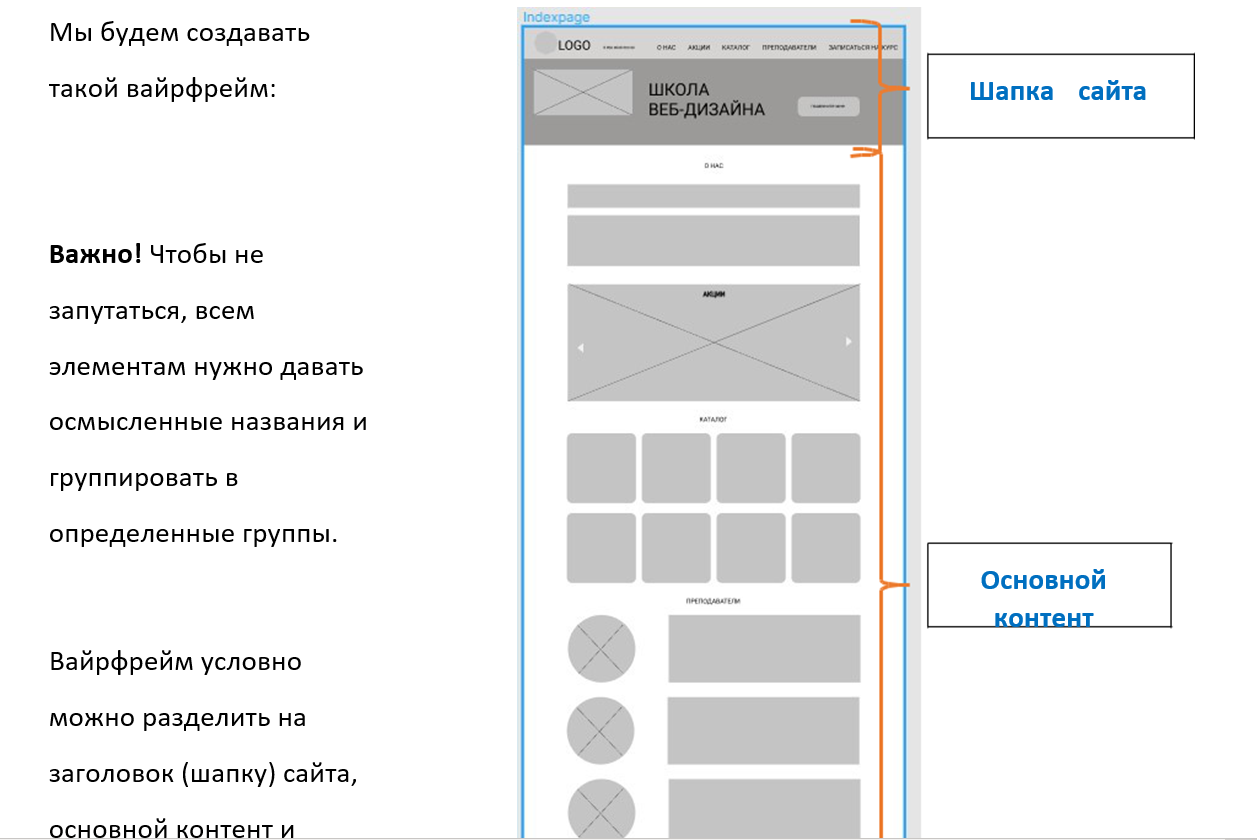 Мы будем создавать
такой вайрфрейм:
Важно! Чтобы не
запутаться, всем
элементам нужно давать
осмысленные названия и
группировать в
определенные группы.
Вайрфрейм условно
можно разделить на
заголовок (шапку) сайта,
основной контент и
Indexpage
LOGO
О НАС АКЦИИ КАТАЛОГ ПРЕПОДАВАТЕЛИ ЗАПИСАТЬСЯ НА КУРС
ШКОЛА
ВЕБ-ДИЗАЙНА
О НАС
АКЦИИ
КАТАЛОГ
ПРЕПОДАВАТЕЛИ
Шапка сайта
Основной
контент